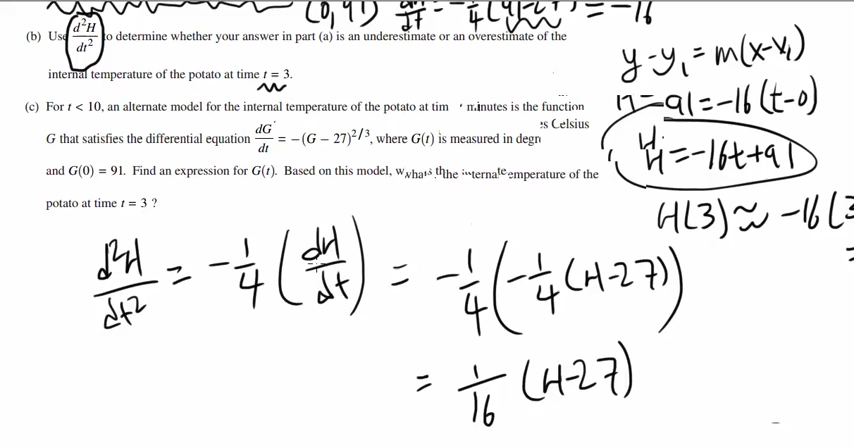 (0, 91) dH/dt = -1/4 (91-27) = -16
(b) Use d²H/dt² to determine whether your answer in part (a) is an underestimate or an overestimate of the
internal temperature of the potato at time t = 3.
y - y₁ = m(x-x₁)
- 91 = -16(t-0)
H = -16t + 91
H(3) ≈ -16(3
=
(c) For t < 10, an alternate model for the internal temperature of the potato at minutes is the function
G that satisfies the differential equation dG/dt = -(G - 27)^2/3, where G(t) is measured in Celsius
and G(0) = 91. Find an expression for G(t). Based on this model, the temperature of the
potato at time t = 3 ?
d²H/dt² = -1/4 (dH/dt) = -1/4 (-1/4 (H-27))
= 1/16 (H-27)